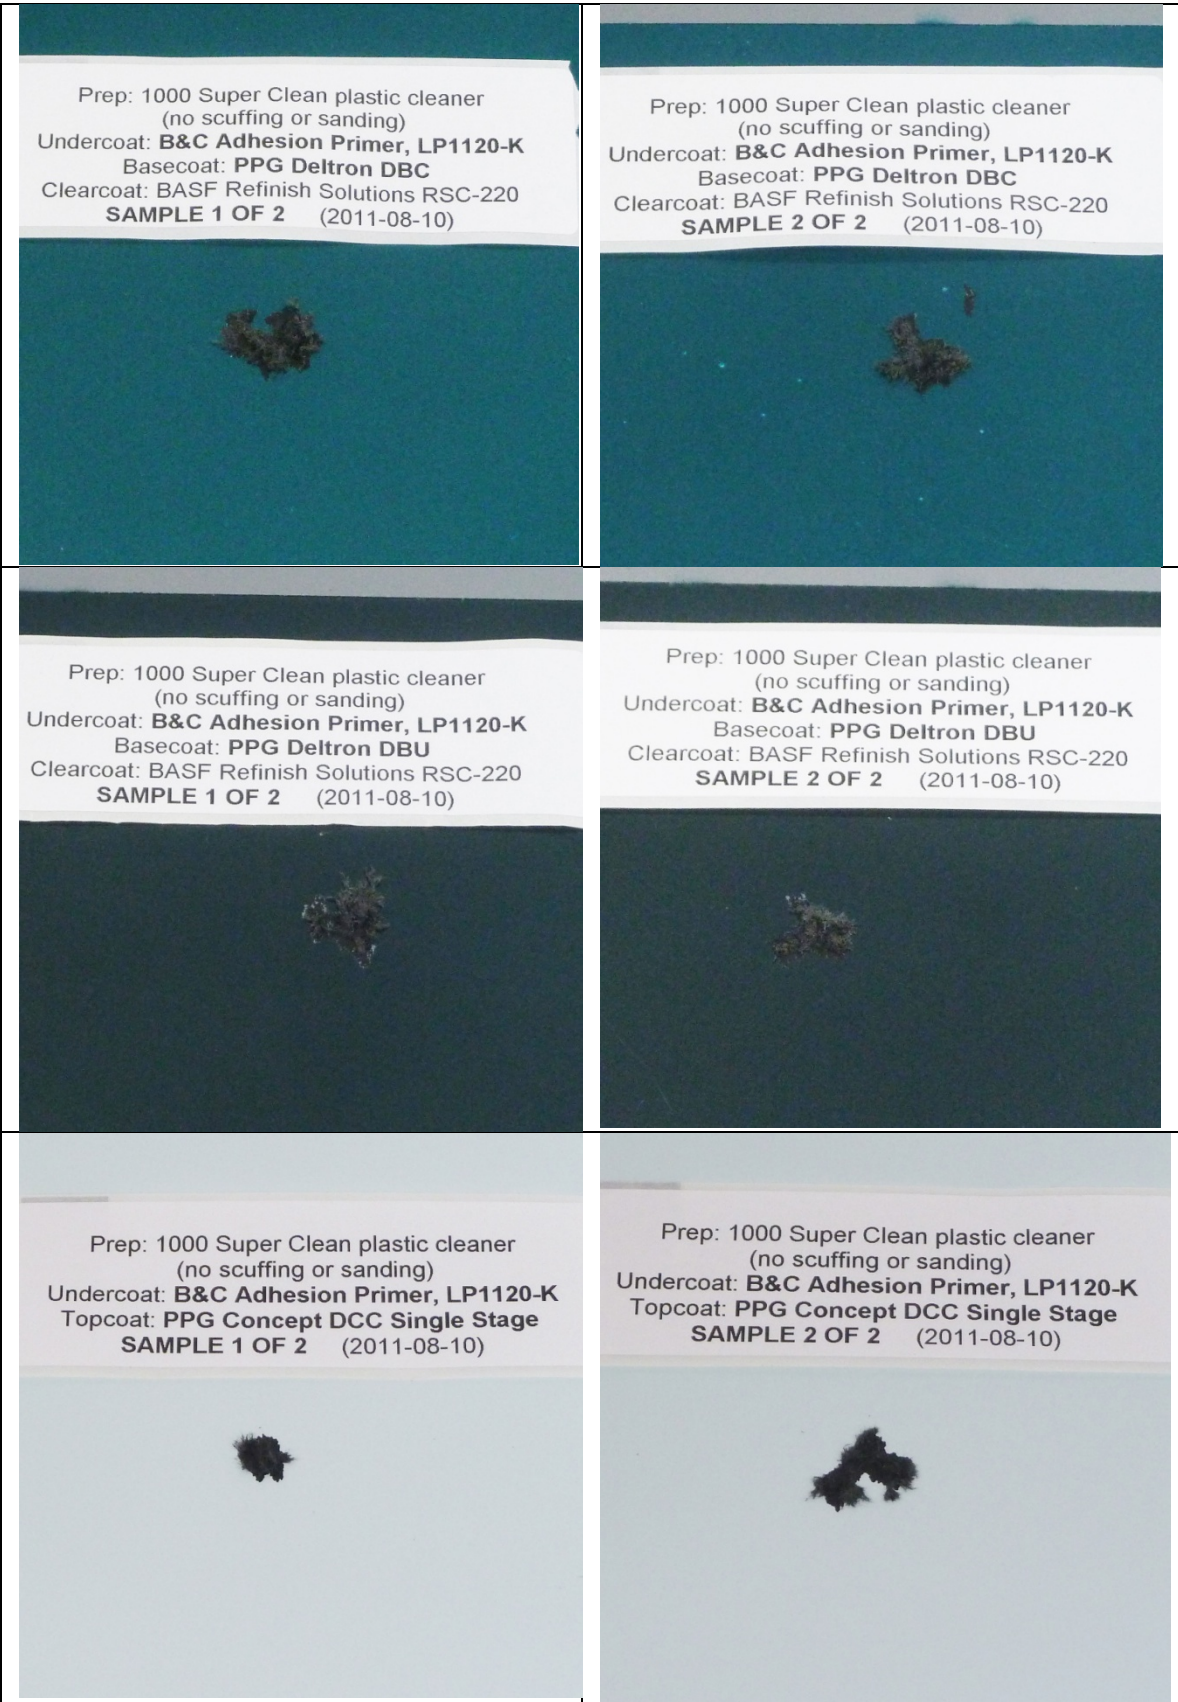 Prep: 1000 Super Clean plastic cleaner
(no scuffing or sanding)
Undercoat: B&C Adhesion Primer, LP1120-K
Basecoat: PPG Deltron DBC
Clearcoat: BASF Refinish Solutions RSC-220
SAMPLE 1 OF 2 (2011-08-10)
Prep: 1000 Super Clean plastic cleaner
(no scuffing or sanding)
Undercoat: B&C Adhesion Primer, LP1120-K
Basecoat: PPG Deltron DBC
Clearcoat: BASF Refinish Solutions RSC-220
SAMPLE 2 OF 2 (2011-08-10)
Prep: 1000 Super Clean plastic cleaner
(no scuffing or sanding)
Undercoat: B&C Adhesion Primer, LP1120-K
Basecoat: PPG Deltron DBU
Clearcoat: BASF Refinish Solutions RSC-220
SAMPLE 1 OF 2 (2011-08-10)
Prep: 1000 Super Clean plastic cleaner
(no scuffing or sanding)
Undercoat: B&C Adhesion Primer, LP1120-K
Basecoat: PPG Deltron DBU
Clearcoat: BASF Refinish Solutions RSC-220
SAMPLE 2 OF 2 (2011-08-10)
Prep: 1000 Super Clean plastic cleaner
(no scuffing or sanding)
Undercoat: B&C Adhesion Primer, LP1120-K
Topcoat: PPG Concept DCC Single Stage
SAMPLE 1 OF 2 (2011-08-10)
Prep: 1000 Super Clean plastic cleaner
(no scuffing or sanding)
Undercoat: B&C Adhesion Primer, LP1120-K
Topcoat: PPG Concept DCC Single Stage
SAMPLE 2 OF 2 (2011-08-10)